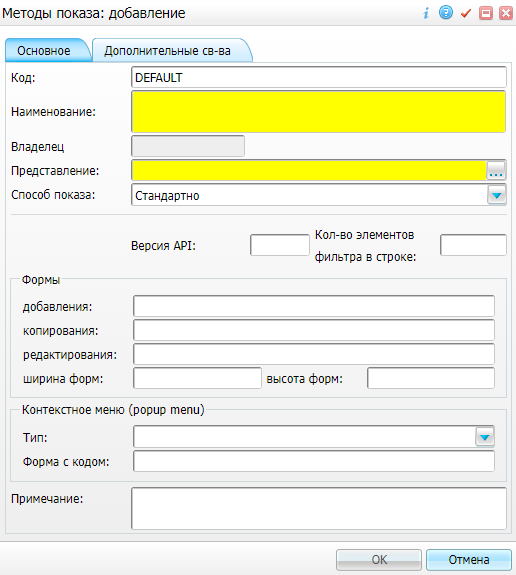 Методы показа: добавление
Основное Дополнительные св-ва
Код: DEFAULT
Наименование:
Владелец
Представление: ...
Способ показа: Стандартно
Версия API: Кол-во элементов
фильтра в строке:
Формы
добавления:
копирования:
редактирования:
ширина форм: высота форм:
Контекстное меню (popup menu)
Тип:
Форма с кодом:
Примечание:
OK Отмена